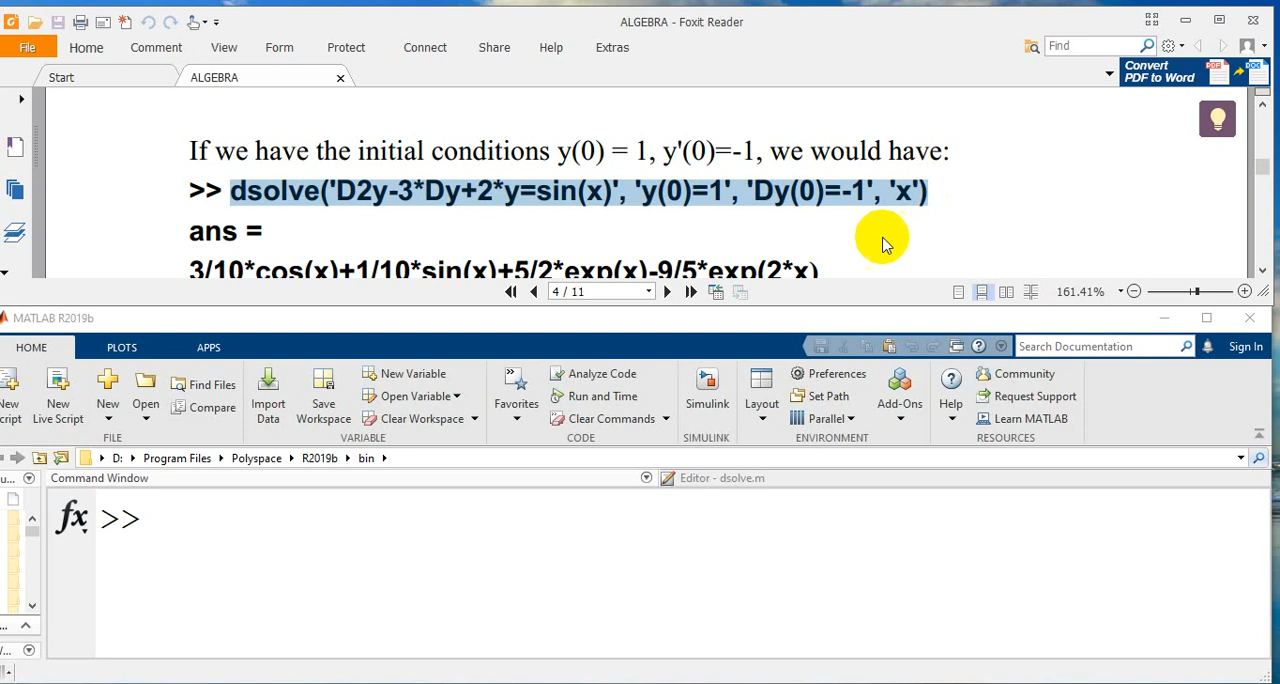 ALGEBRA - Foxit Reader
File Home Comment View Form Protect Connect Share Help Extras Find
Start ALGEBRA
Convert
PDF to Word
If we have the initial conditions y(0) = 1, y'(0)=-1, we would have:
>> dsolve('D2y-3*Dy+2*y=sin(x)', 'y(0)=1', 'Dy(0)=-1', 'x')
ans =
3/10*cos(x)+1/10*sin(x)+5/2*exp(x)-9/5*exp(2*x)
4 / 11 161.41%
MATLAB R2019b
HOME PLOTS APPS Search Documentation Sign In
New Variable Analyze Code Preferences Community
Find Files Open Variable Run and Time Set Path Request Support
Compare Clear Workspace Clear Commands Parallel Learn MATLAB
New
Script
New
Live Script
New
Open
Import
Data
Save
Workspace
Favorites
Simulink
Layout
Add-Ons
Help
FILE VARIABLE CODE SIMULINK ENVIRONMENT RESOURCES
D: Program Files Polyspace R2019b bin
Command Window Editor - dsolve.m
fx >>